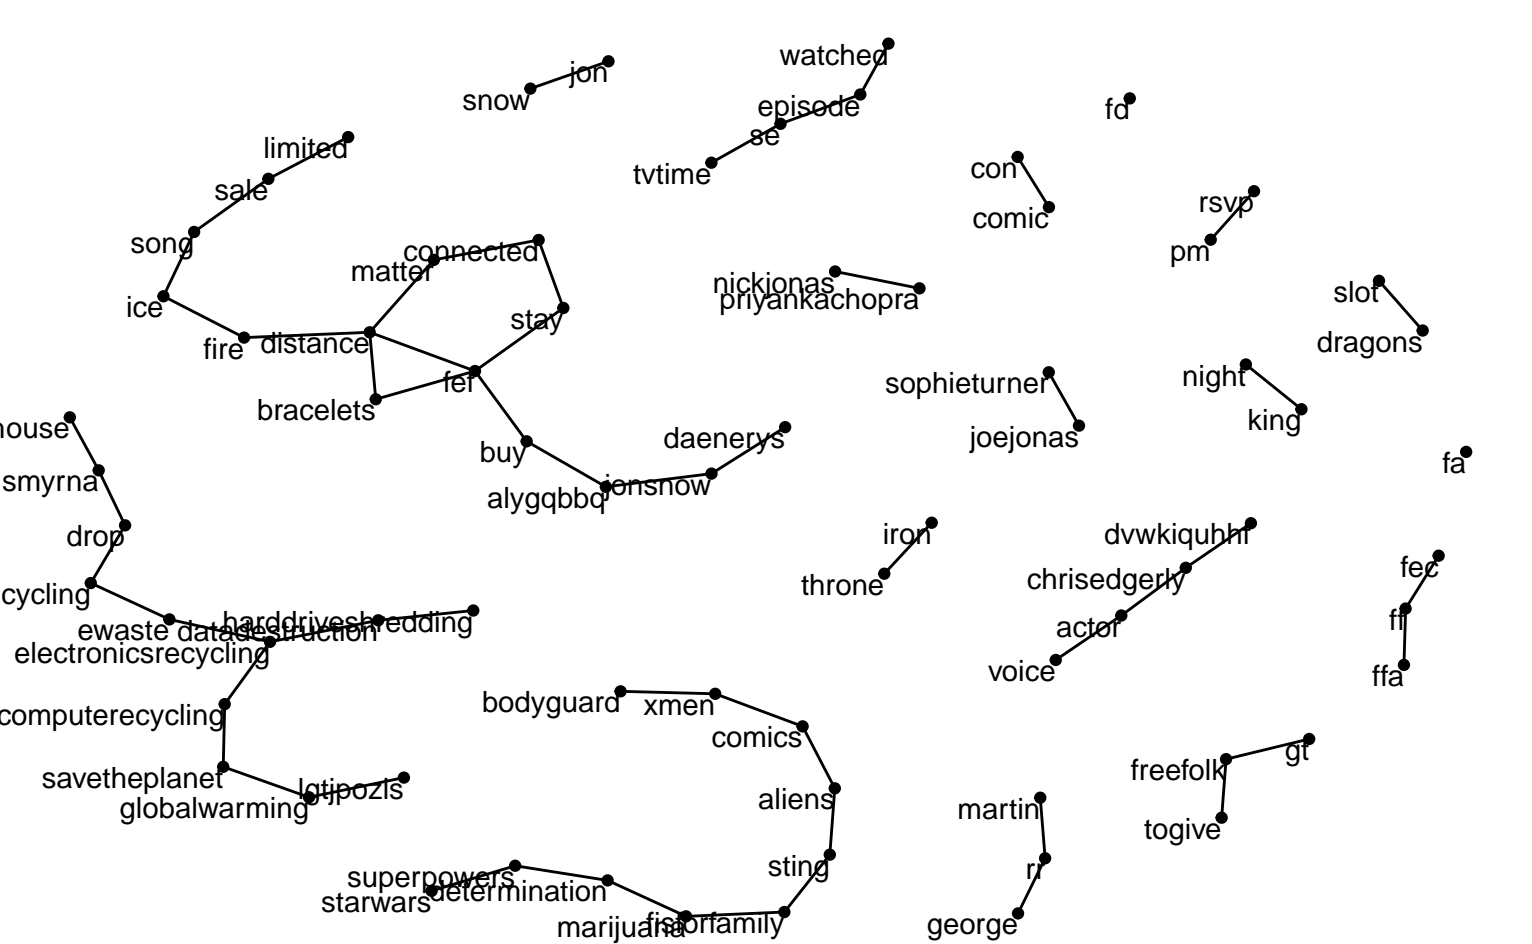 watched
jon
snow
episode
fd
se
limited
tvtime
con
sale
rsvp
comic
song
connected
pm
matter
nickjonas
priyankachopra
slot
ice
stay
fire
distance
dragons
fef
sophieturner
night
bracelets
king
house
daenerys
joejonas
buy
fa
smyrna
jonsnow
alygqbbq
drop
iron
dvwkiquhhf
fec
chrisedgerly
throne
cycling
ff
harddriveshredding
ewaste
datadestruction
actor
electronicsrecycling
voice
ffa
bodyguard
xmen
computerecycling
comics
gt
freefolk
savetheplanet
lgtjpozls
aliens
globalwarming
martin
togive
sting
rr
superpowers
determination
starwars
marijuana
fistorfamily
george